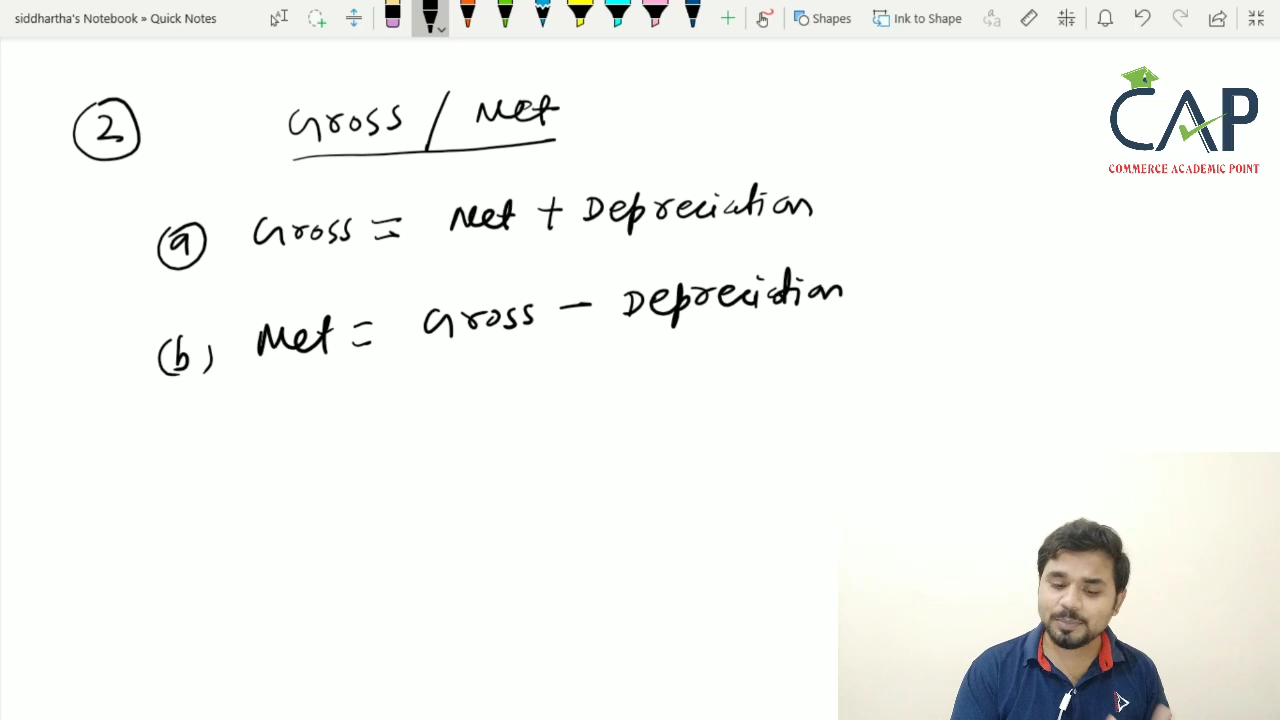 siddhartha's Notebook » Quick Notes
Shapes
Ink to Shape
CAP
COMMERCE ACADEMIC POINT
2 Gross / Net
(a) Gross = Net + Depreciation
(b) Net = Gross - Depreciation